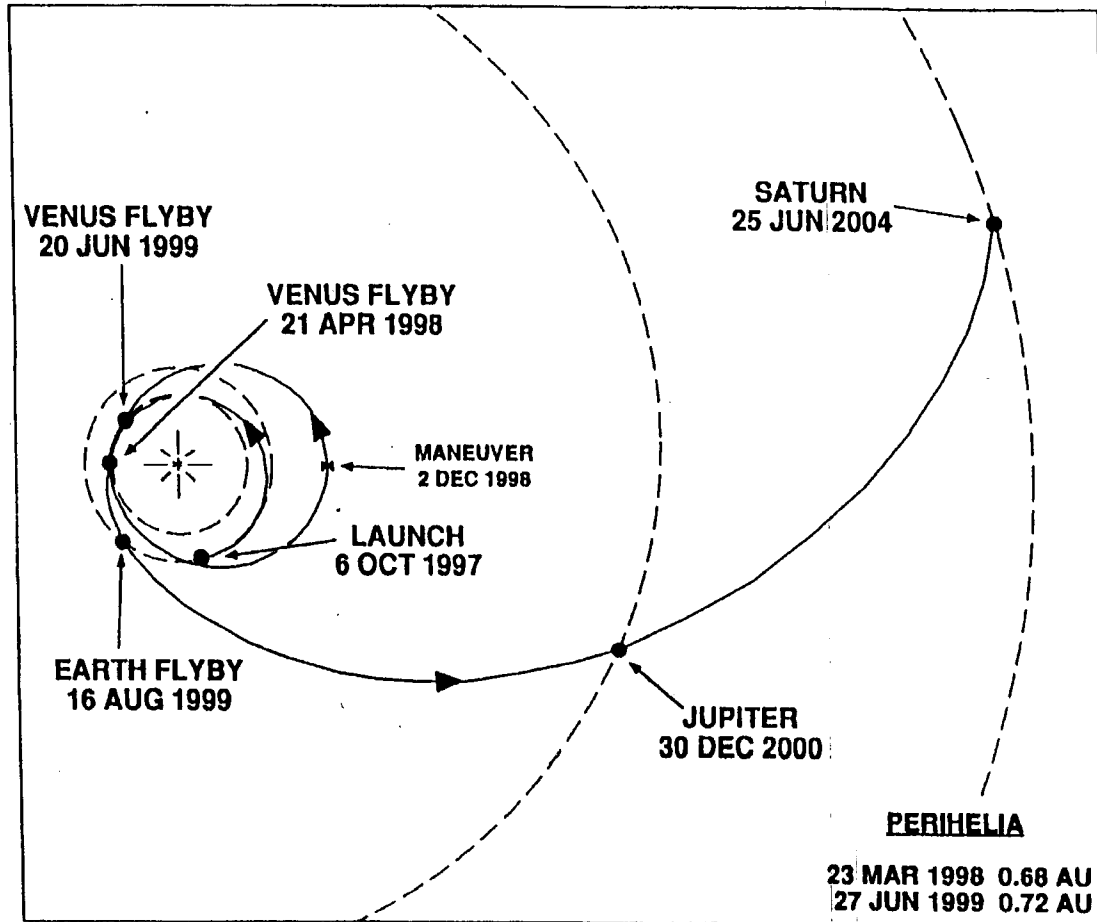 SATURN
25 JUN 2004
VENUS FLYBY
20 JUN 1999
VENUS FLYBY
21 APR 1998
MANEUVER
2 DEC 1998
LAUNCH
6 OCT 1997
EARTH FLYBY
16 AUG 1999
JUPITER
30 DEC 2000
PERIHELIA
23 MAR 1998 0.68 AU
27 JUN 1999 0.72 AU